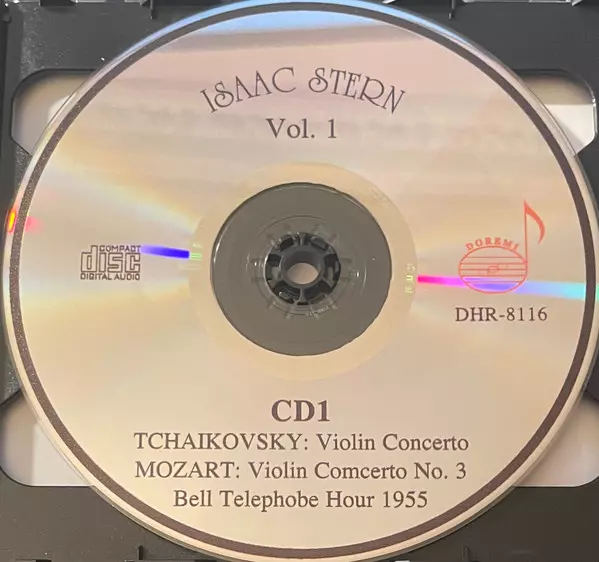 ISAAC STERN
Vol. 1
COMPACT
disc
DIGITAL AUDIO
DOREMI
DHR-8116
CD1
TCHAIKOVSKY: Violin Concerto
MOZART: Violin Comcerto No. 3
Bell Telephobe Hour 1955